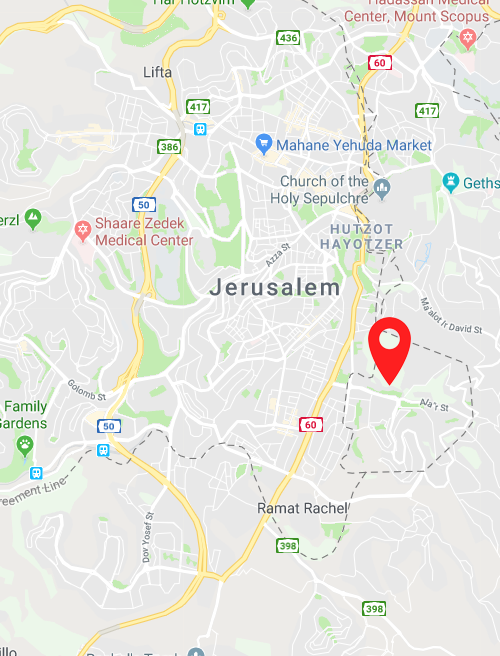 Har Hotzvim
Hadassah Medical
Center, Mount Scopus
436
60
Lifta
417
417
386
Mahane Yehuda Market
Church of the
Holy Sepulchre
Geths
50
erzl
Shaare Zedek
Medical Center
HUTZOT
HAYOTZER
Azza St
Jerusalem
Ma'alot Ir David St
Golomb St
Family
Gardens
Ala'r St
50
60
reement Line
Ramat Rachel
Dov Yosef St
398
398